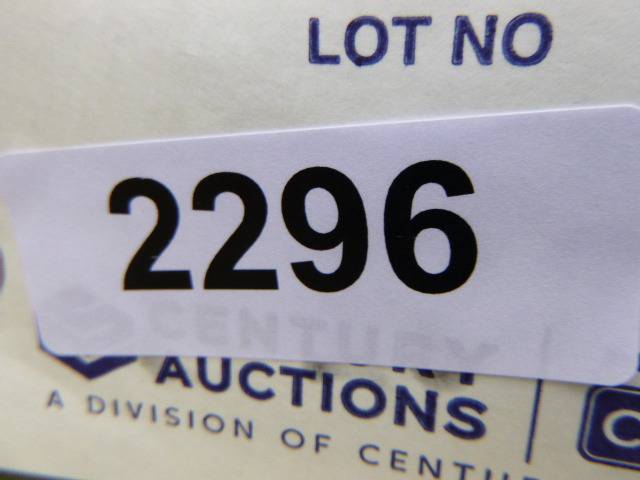 LOT NO
2296
CENTURY
AUCTIONS
A DIVISION OF